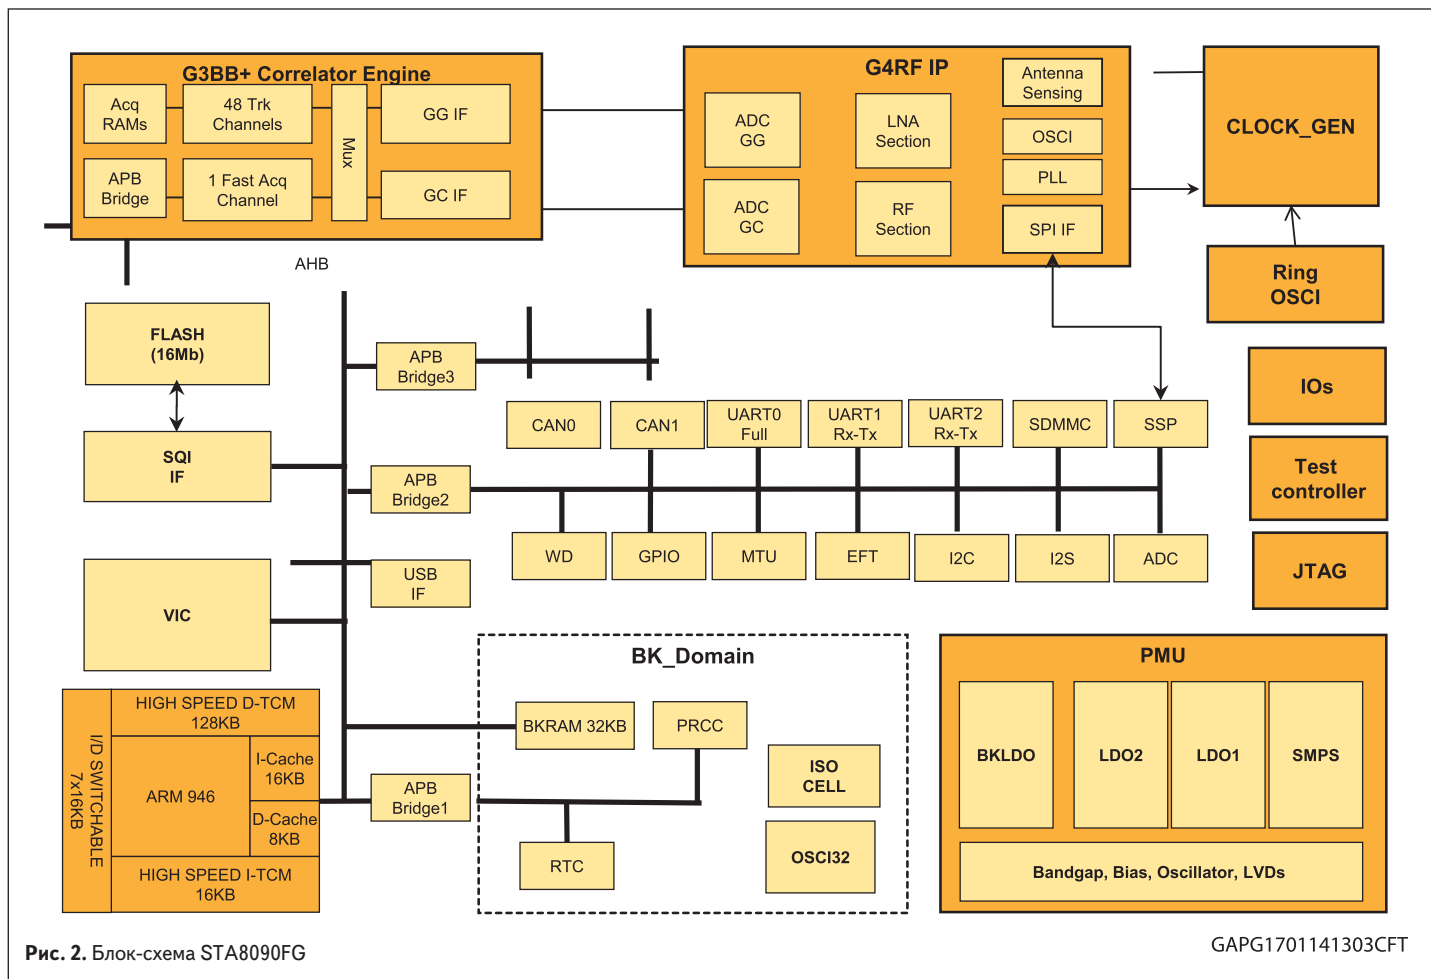 G3BB+ Correlator Engine
Acq
RAMs
48 Trk
Channels
Mux
GG IF
APB
Bridge
1 Fast Acq
Channel
GC IF
G4RF IP
ADC
GG
LNA
Section
Antenna
Sensing
OSCI
PLL
ADC
GC
RF
Section
SPI IF
CLOCK_GEN
Ring
OSCI
AHB
FLASH
(16Mb)
APB
Bridge3
IOs
CAN0
CAN1
UART0
Full
UART1
Rx-Tx
UART2
Rx-Tx
SDMMC
SSP
SQI
IF
APB
Bridge2
Test
controller
WD
GPIO
MTU
EFT
I2C
I2S
ADC
JTAG
USB
IF
VIC
BK_Domain
BKRAM 32KB
PRCC
ISO
CELL
OSCI32
RTC
APB
Bridge1
I/D SWITCHABLE
7x16KB
HIGH SPEED D-TCM
128KB
ARM 946
I-Cache
16KB
D-Cache
8KB
HIGH SPEED I-TCM
16KB
PMU
BKLDO
LDO2
LDO1
SMPS
Bandgap, Bias, Oscillator, LVDs
Рис. 2. Блок-схема STA8090FG
GAPG1701141303CFT